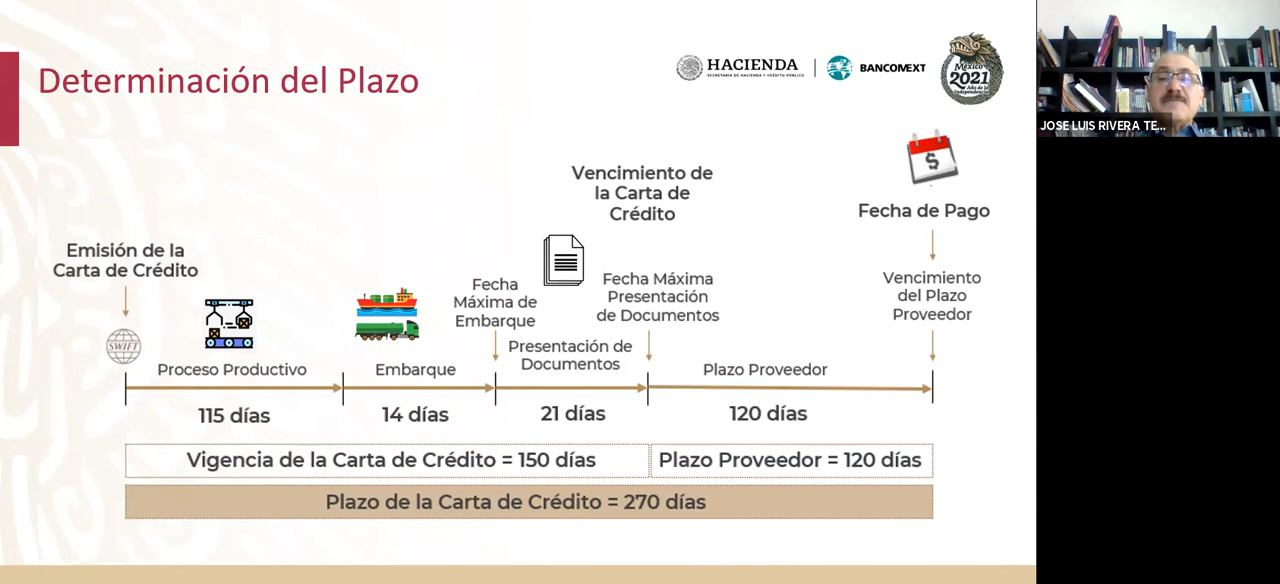 Determinación del Plazo
HACIENDA
SECRETARÍA DE HACIENDA Y CRÉDITO PÚBLICO
BANCOMEXT
México
2021
Año de la
Independencia
JOSE LUIS RIVERA TE...
Vencimiento de
la Carta de
Crédito
$
Fecha de Pago
Emisión de la
Carta de Crédito
Fecha
Máxima de
Embarque
Fecha Máxima
Presentación
de Documentos
Vencimiento
del Plazo
Proveedor
SWIFT
Proceso Productivo
Embarque
Presentación de
Documentos
Plazo Proveedor
115 días
14 días
21 días
120 días
Vigencia de la Carta de Crédito = 150 días
Plazo Proveedor = 120 días
Plazo de la Carta de Crédito = 270 días